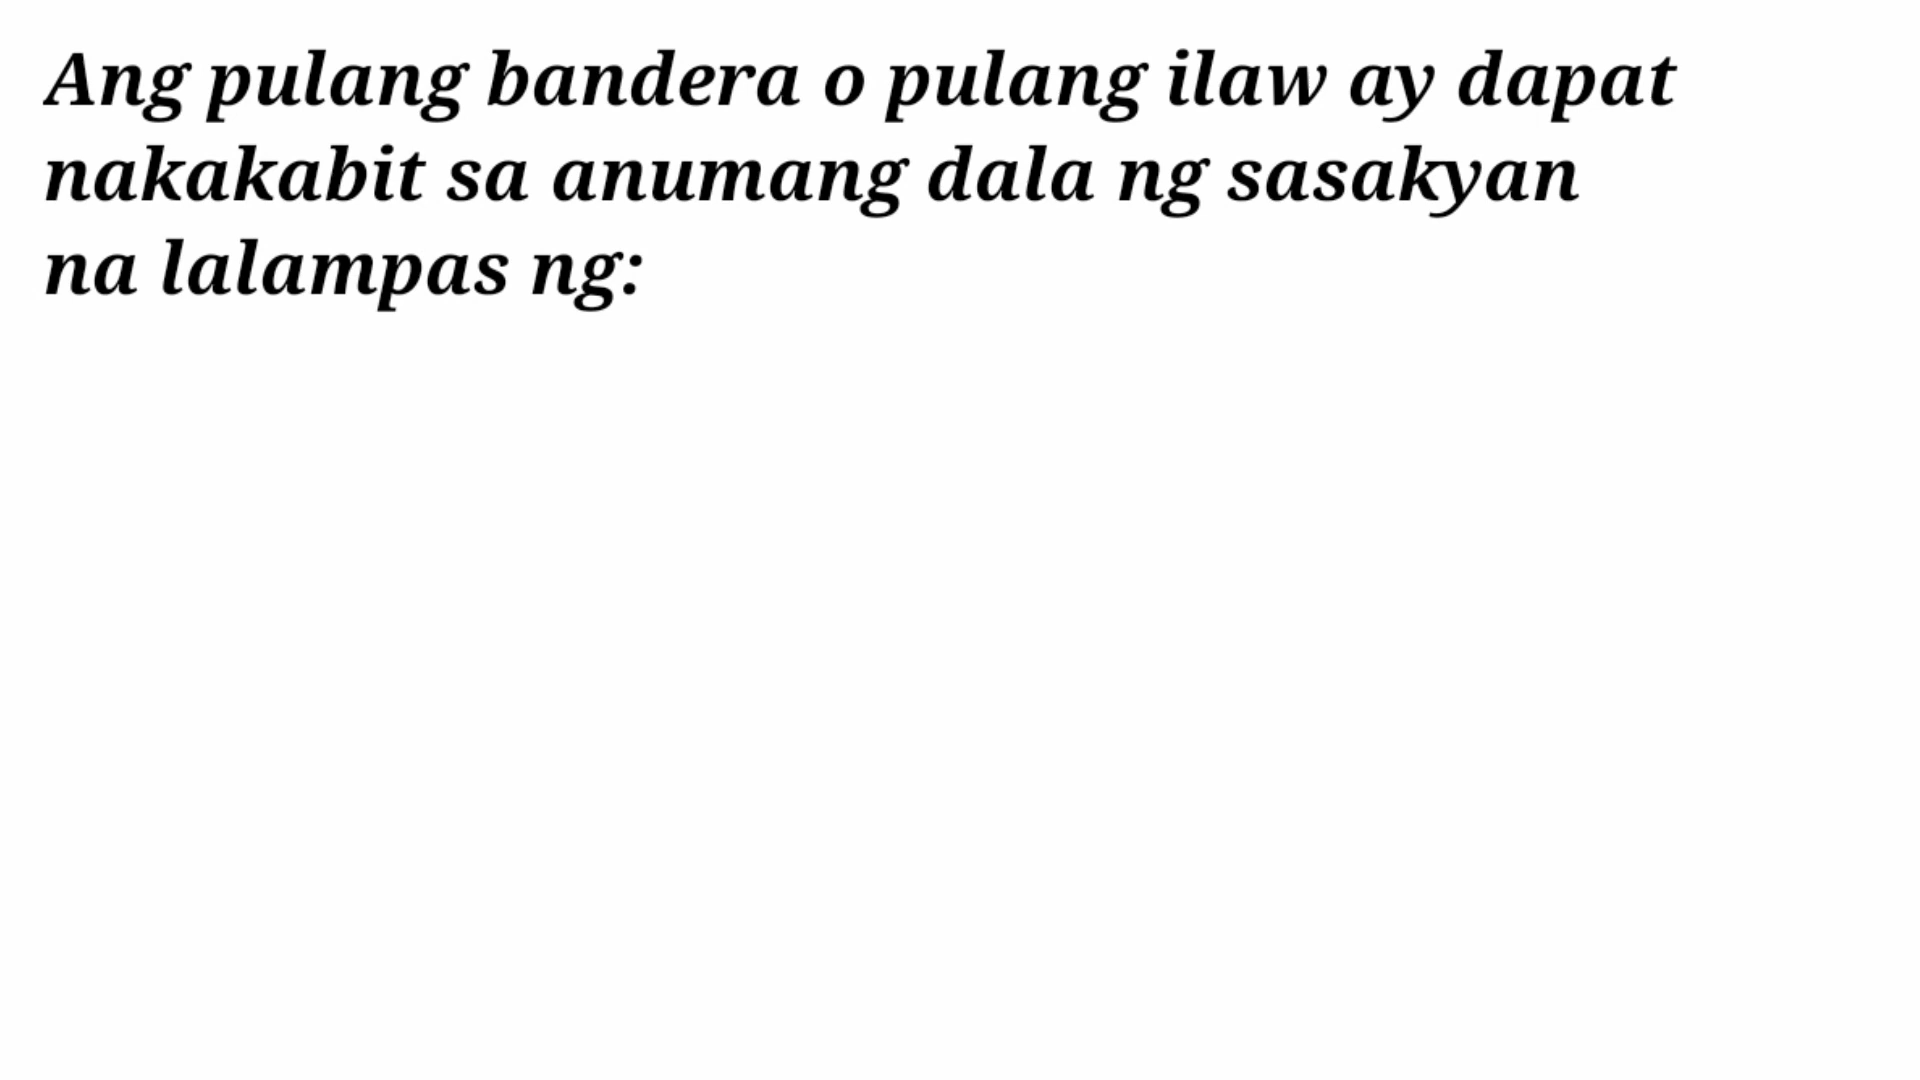 Ang pulang bandera o pulang ilaw ay dapat
nakakabit sa anumang dala ng sasakyan
na lalampas ng: